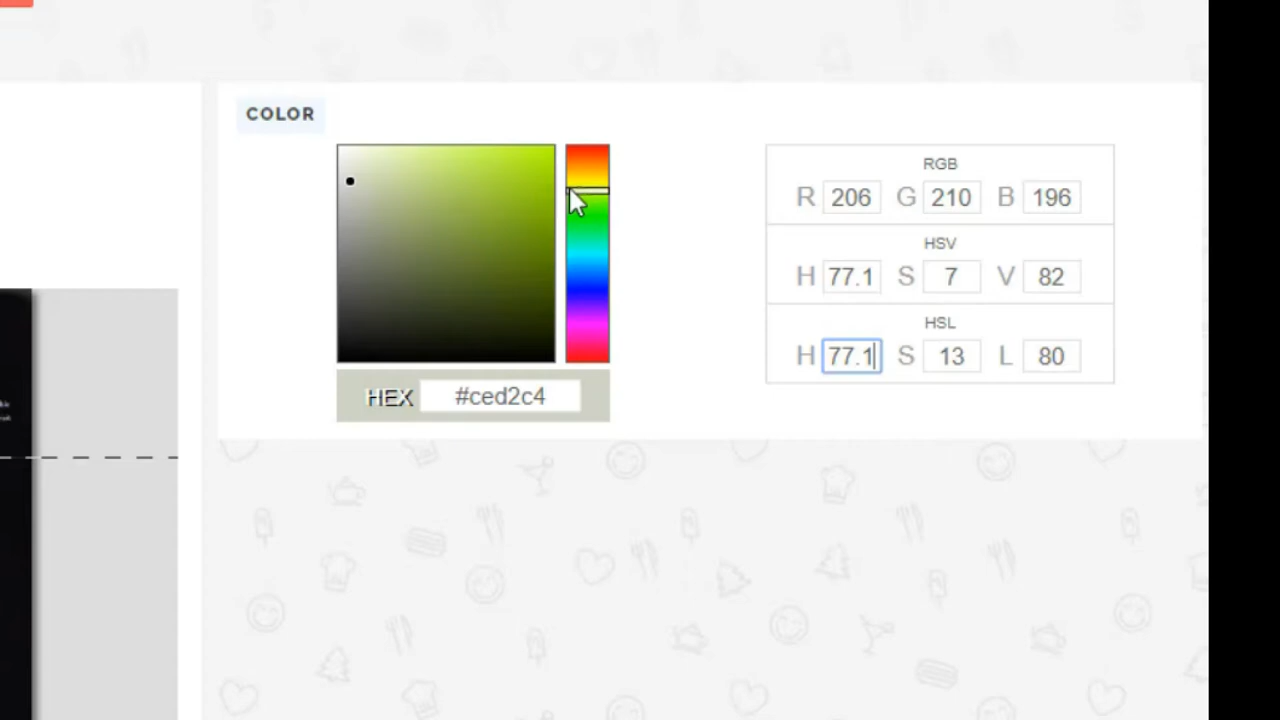 COLOR
RGB
R 206 G 210 B 196
HSV
H 77.1 S 7 V 82
HSL
H 77.1 S 13 L 80
HEX #ced2c4